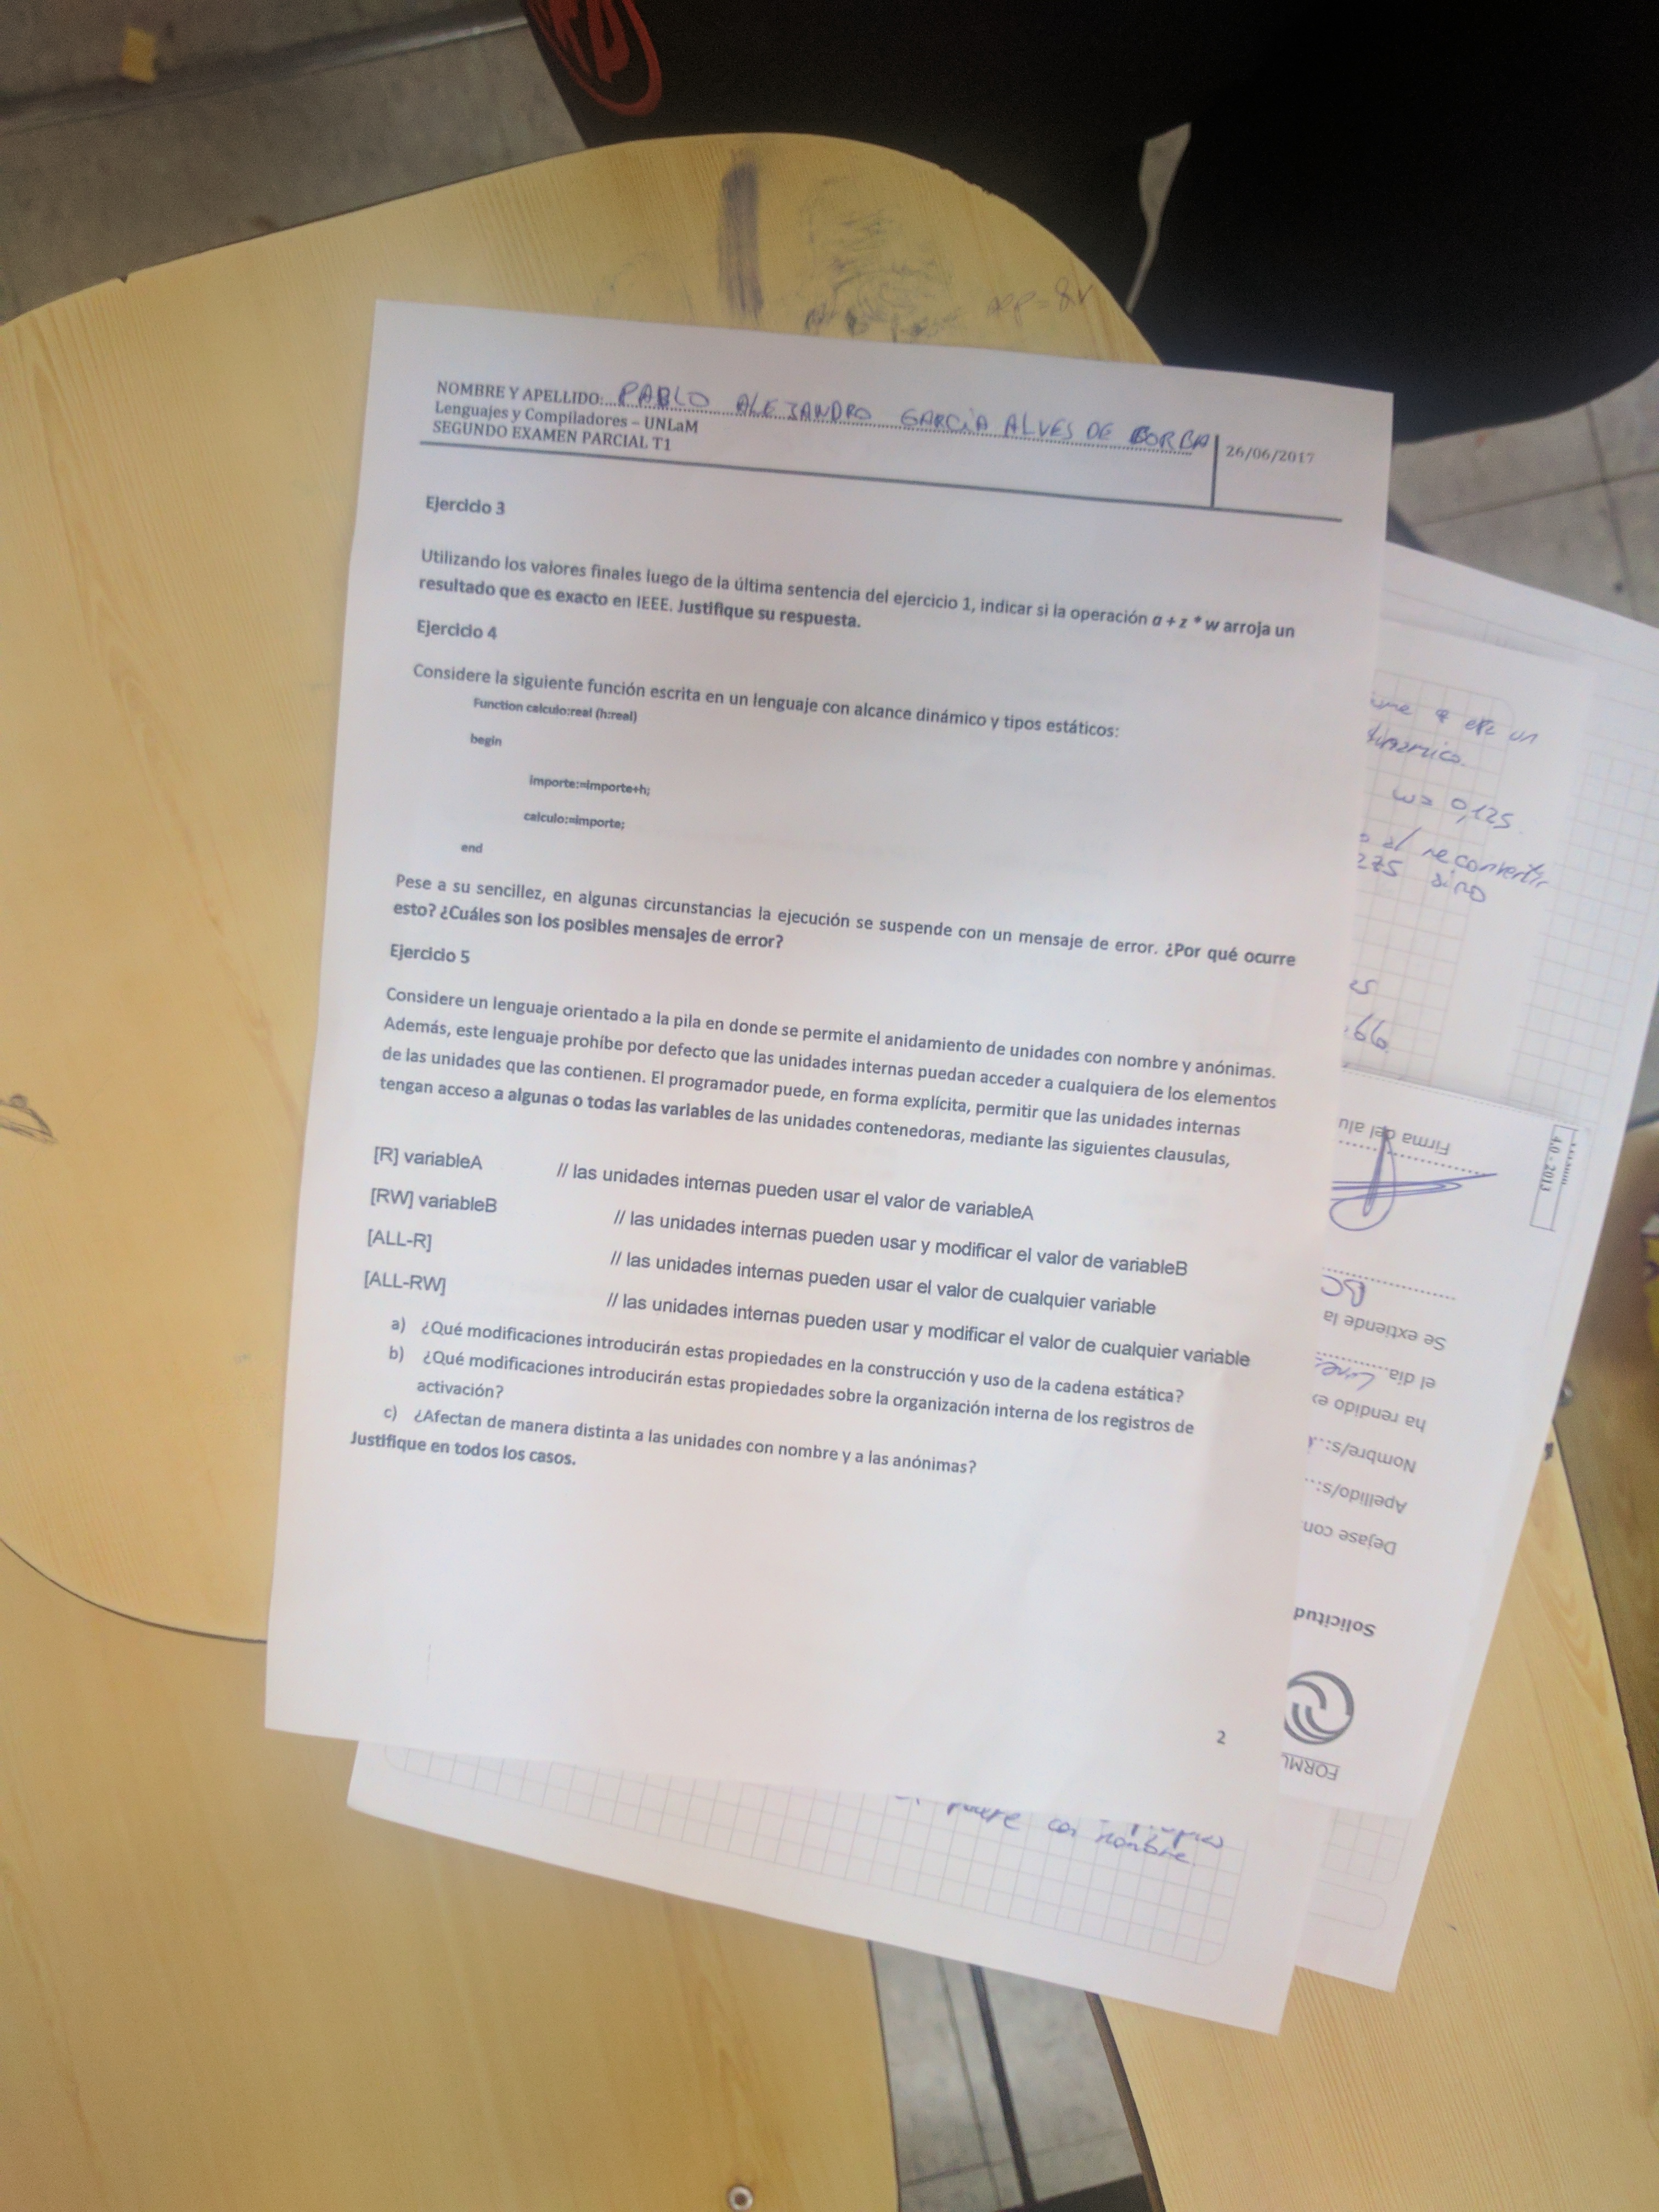 NOMBRE Y APELLIDO: PABLO ALEJANDRO GARCIA ALVES DE BORBA
Lenguajes y Compiladores – UNLaM
SEGUNDO EXAMEN PARCIAL T1
26/06/2017
Ejercicio 3
Utilizando los valores finales luego de la última sentencia del ejercicio 1, indicar si la operación a + z * w arroja un
resultado que es exacto en IEEE. Justifique su respuesta.
Ejercicio 4
Considere la siguiente función escrita en un lenguaje con alcance dinámico y tipos estáticos:
Function calculo:real (h:real)
begin
importe:=importe+h;
calculo:=importe;
end
Pese a su sencillez, en algunas circunstancias la ejecución se suspende con un mensaje de error. ¿Por qué ocurre
esto? ¿Cuáles son los posibles mensajes de error?
Ejercicio 5
Considere un lenguaje orientado a la pila en donde se permite el anidamiento de unidades con nombre y anónimas.
Además, este lenguaje prohíbe por defecto que las unidades internas puedan acceder a cualquiera de los elementos
de las unidades que las contienen. El programador puede, en forma explícita, permitir que las unidades internas
tengan acceso a algunas o todas las variables de las unidades contenedoras, mediante las siguientes clausulas,
[R] variableA // las unidades internas pueden usar el valor de variableA
[RW] variableB // las unidades internas pueden usar y modificar el valor de variableB
[ALL-R] // las unidades internas pueden usar el valor de cualquier variable
[ALL-RW] // las unidades internas pueden usar y modificar el valor de cualquier variable
a) ¿Qué modificaciones introducirán estas propiedades en la construcción y uso de la cadena estática?
b) ¿Qué modificaciones introducirán estas propiedades sobre la organización interna de los registros de
activación?
c) ¿Afectan de manera distinta a las unidades con nombre y a las anónimas?
Justifique en todos los casos.
2
un
w= 0,125
al reconvertir
275 sino
25
66
Firma del alu
4.0 - 2013
Se extiende la
el día
ha rendido e
Nombre/s:
Apellido/s:
Dejase con
Solicitud
FORMU
nombre